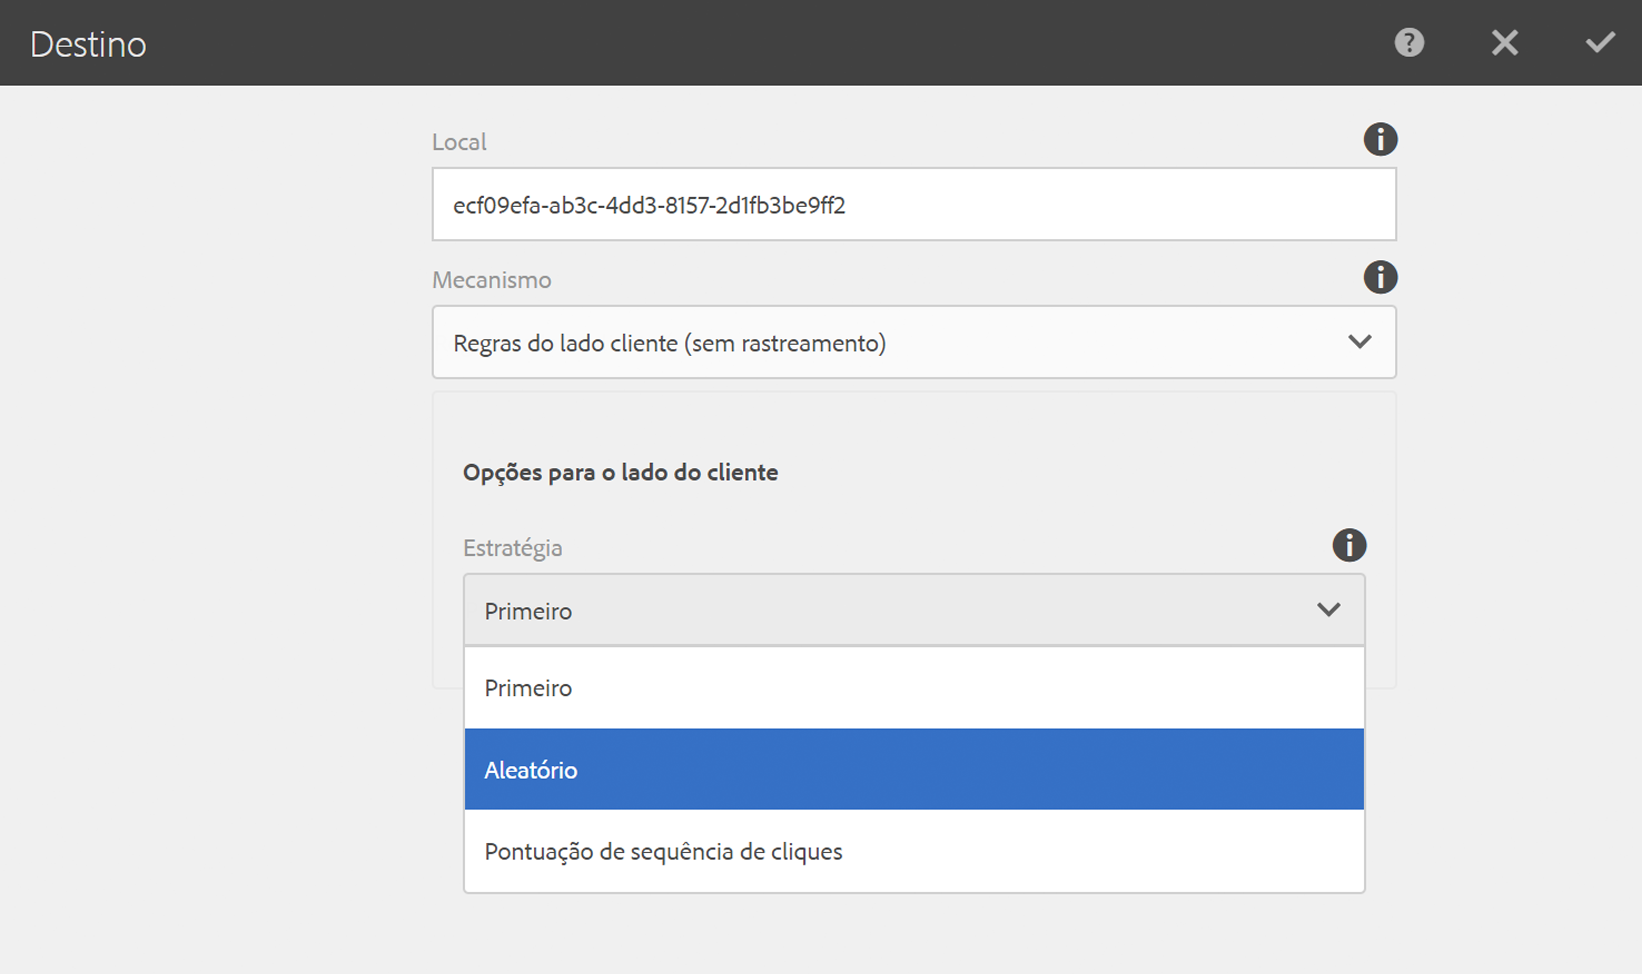 Destino
Local
ecf09efa-ab3c-4dd3-8157-2d1fb3be9ff2
Mecanismo
Regras do lado cliente (sem rastreamento)
Opções para o lado do cliente
Estratégia
Primeiro
Primeiro
Aleatório
Pontuação de sequência de cliques